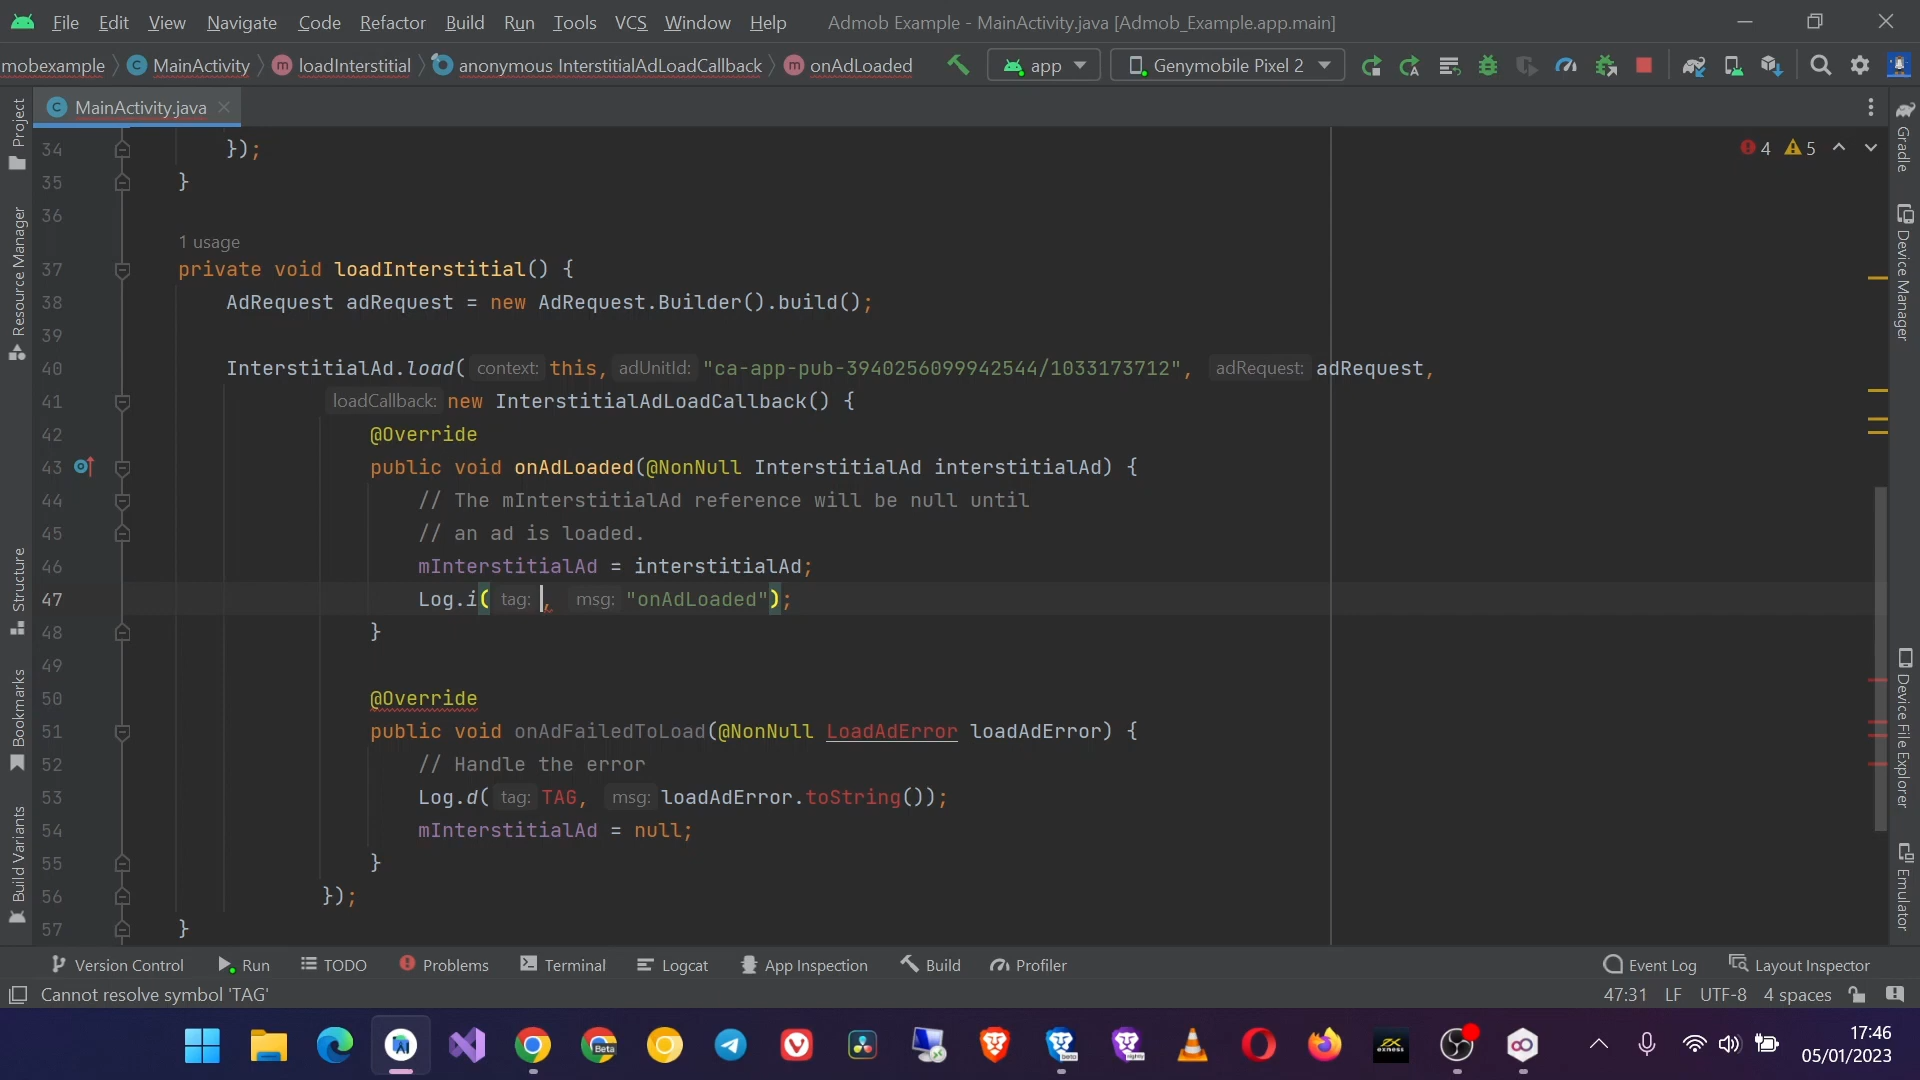 File Edit View Navigate Code Refactor Build Run Tools VCS Window Help Admob Example - MainActivity.java [Admob_Example.app.main]
mobexample MainActivity loadInterstitial anonymous InterstitialAdLoadCallback onAdLoaded app Genymobile Pixel 2
MainActivity.java
34 });
35 }
36
1 usage
37 private void loadInterstitial() {
38 AdRequest adRequest = new AdRequest.Builder().build();
39
40 InterstitialAd.load( context: this, adUnitId: "ca-app-pub-3940256099942544/1033173712", adRequest: adRequest,
41 loadCallback: new InterstitialAdLoadCallback() {
42 @Override
43 public void onAdLoaded(@NonNull InterstitialAd interstitialAd) {
44 // The mInterstitialAd reference will be null until
45 // an ad is loaded.
46 mInterstitialAd = interstitialAd;
47 Log.i( tag: , msg: "onAdLoaded");
48 }
49
50 @Override
51 public void onAdFailedToLoad(@NonNull LoadAdError loadAdError) {
52 // Handle the error
53 Log.d( tag: TAG, msg: loadAdError.toString());
54 mInterstitialAd = null;
55 }
56 });
57 }
4 5
Project
Resource Manager
Structure
Bookmarks
Build Variants
Gradle
Device Manager
Device File Explorer
Emulator
Version Control Run TODO Problems Terminal Logcat App Inspection Build Profiler Event Log Layout Inspector
Cannot resolve symbol 'TAG' 47:31 LF UTF-8 4 spaces
Beta
beta
nightly
exness
17:46
05/01/2023